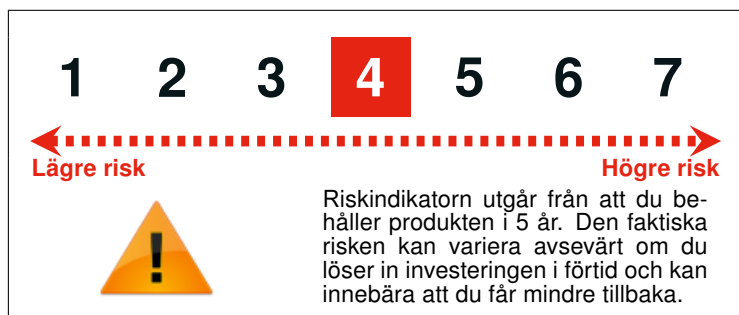 1 2 3 4 5 6 7
Lägre risk Högre risk
Riskindikatorn utgår från att du be-
håller produkten i 5 år. Den faktiska
risken kan variera avsevärt om du
löser in investeringen i förtid och kan
innebära att du får mindre tillbaka.